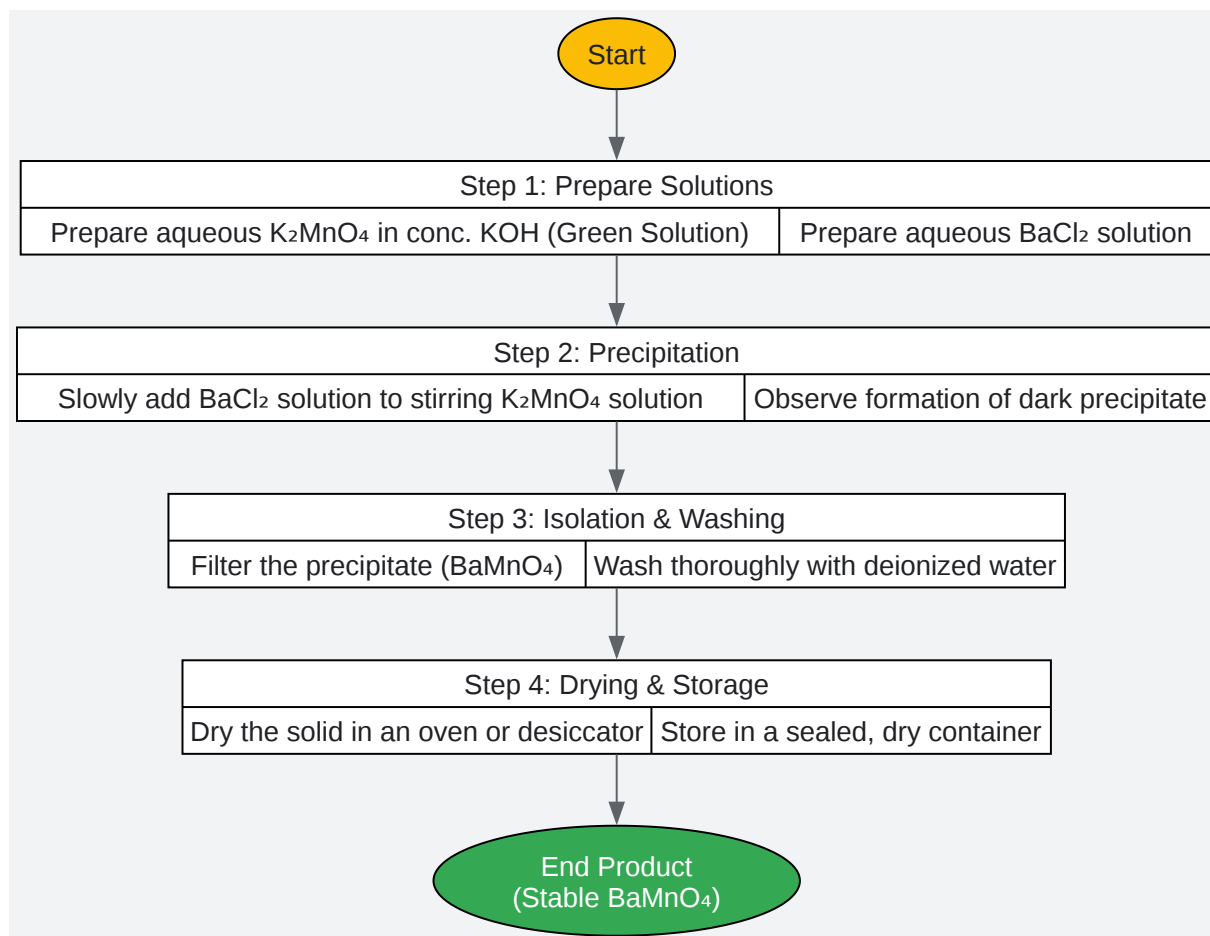 Start
Step 1: Prepare Solutions
Prepare aqueous K₂MnO₄ in conc. KOH (Green Solution)
Prepare aqueous BaCl₂ solution
Step 2: Precipitation
Slowly add BaCl₂ solution to stirring K₂MnO₄ solution
Observe formation of dark precipitate
Step 3: Isolation & Washing
Filter the precipitate (BaMnO₄)
Wash thoroughly with deionized water
Step 4: Drying & Storage
Dry the solid in an oven or desiccator
Store in a sealed, dry container
End Product
(Stable BaMnO₄)